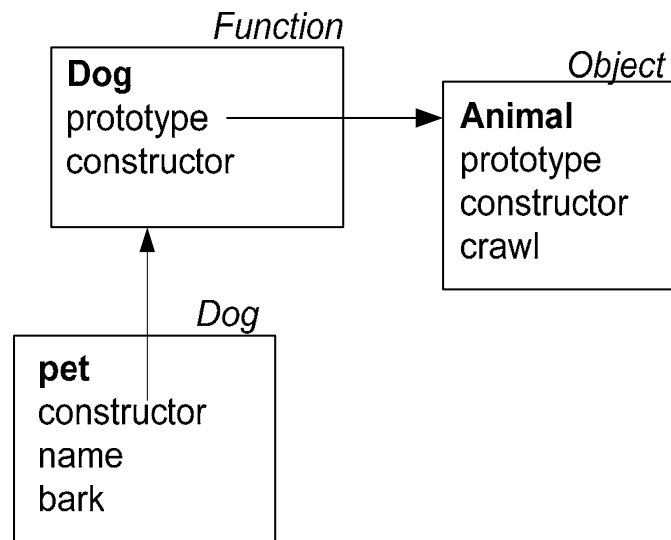 Function
Dog
prototype
constructor
Object
Animal
prototype
constructor
crawl
Dog
pet
constructor
name
bark